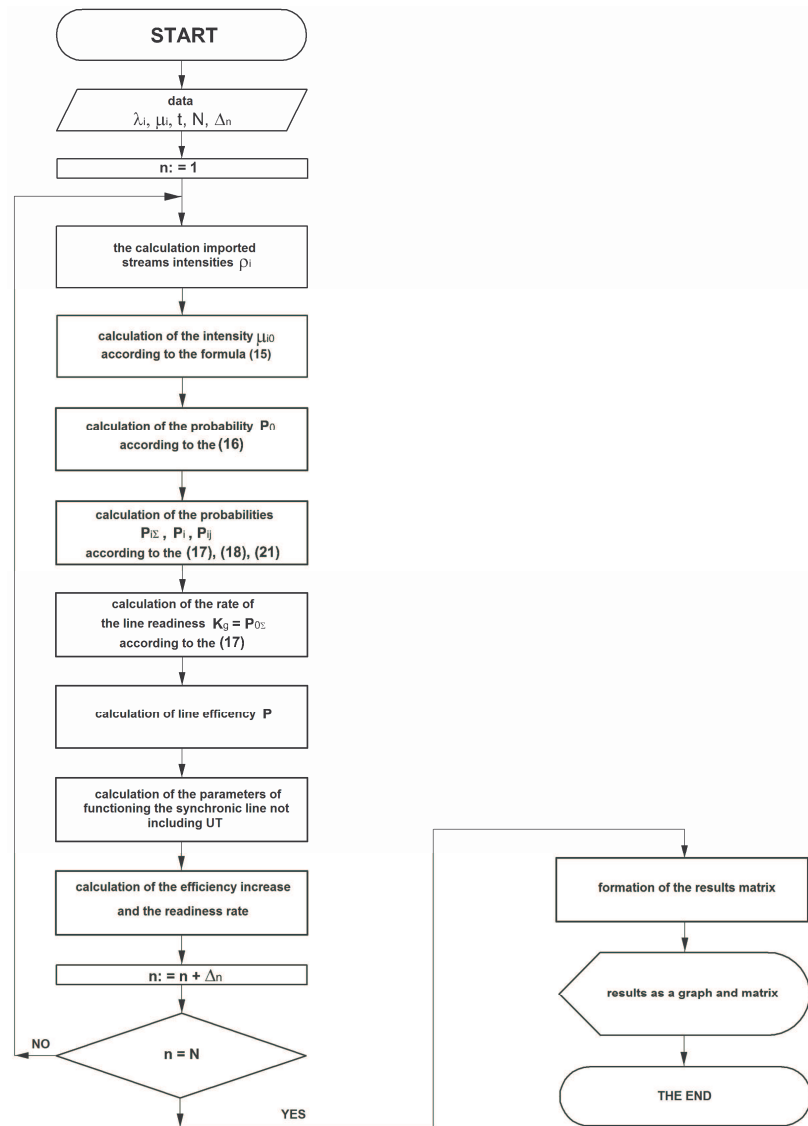 START
data
λi, μi, t, N, Δn
n: = 1
the calculation imported
streams intensities ρi
calculation of the intensity μi0
according to the formula (15)
calculation of the probability P0
according to the (16)
calculation of the probabilities
PiΣ , Pi , Pij
according to the (17), (18), (21)
calculation of the rate of
the line readiness Kg = P0Σ
according to the (17)
calculation of line efficency P
calculation of the parameters of
functioning the synchronic line not
including UT
calculation of the efficiency increase
and the readiness rate
n: = n + Δn
NO
n = N
YES
formation of the results matrix
results as a graph and matrix
THE END